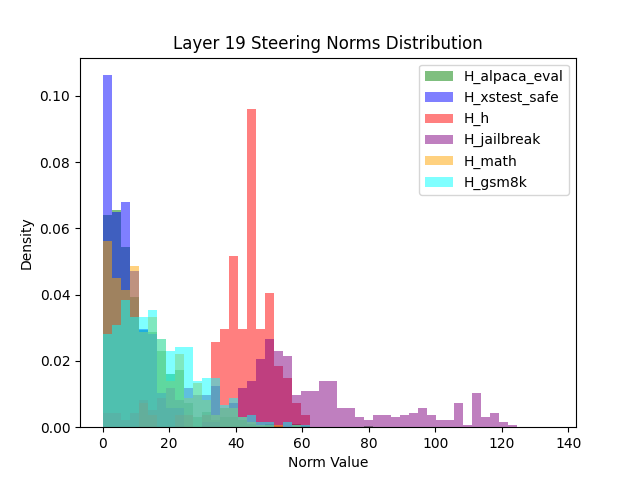 Layer 19 Steering Norms Distribution
H_alpaca_eval
H_xstest_safe
H_h
H_jailbreak
H_math
H_gsm8k
0.10
0.08
0.06
0.04
0.02
0.00
Density
0 20 40 60 80 100 120 140
Norm Value